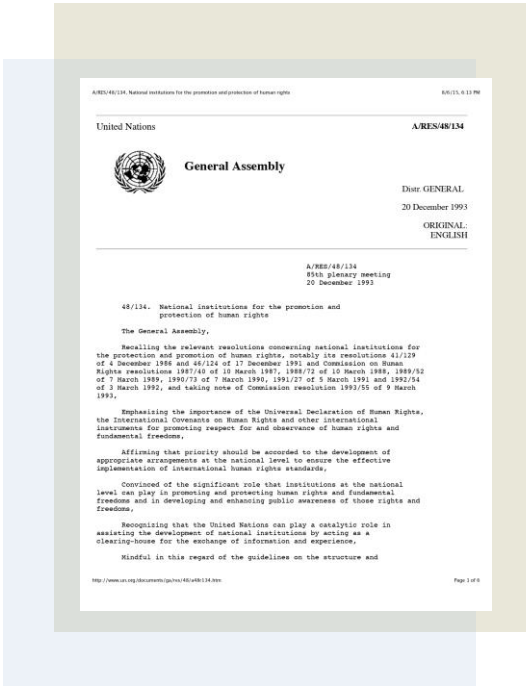 A/RES/48/134. National institutions for the promotion and protection of human rights
8/6/15, 6:13 PM
United Nations
A/RES/48/134
General Assembly
Distr. GENERAL
20 December 1993
ORIGINAL:
ENGLISH
A/RES/48/134
85th plenary meeting
20 December 1993
48/134. National institutions for the promotion and
protection of human rights
The General Assembly,
Recalling the relevant resolutions concerning national institutions for
the protection and promotion of human rights, notably its resolutions 41/129
of 4 December 1986 and 46/124 of 17 December 1991 and Commission on Human
Rights resolutions 1987/40 of 10 March 1987, 1988/72 of 10 March 1988, 1989/52
of 7 March 1989, 1990/73 of 7 March 1990, 1991/27 of 5 March 1991 and 1992/54
of 3 March 1992, and taking note of Commission resolution 1993/55 of 9 March
1993,
Emphasizing the importance of the Universal Declaration of Human Rights,
the International Covenants on Human Rights and other international
instruments for promoting respect for and observance of human rights and
fundamental freedoms,
Affirming that priority should be accorded to the development of
appropriate arrangements at the national level to ensure the effective
implementation of international human rights standards,
Convinced of the significant role that institutions at the national
level can play in promoting and protecting human rights and fundamental
freedoms and in developing and enhancing public awareness of those rights and
freedoms,
Recognizing that the United Nations can play a catalytic role in
assisting the development of national institutions by acting as a
clearing-house for the exchange of information and experience,
Mindful in this regard of the guidelines on the structure and
http://www.un.org/documents/ga/res/48/a48r134.htm
Page 1 of 6